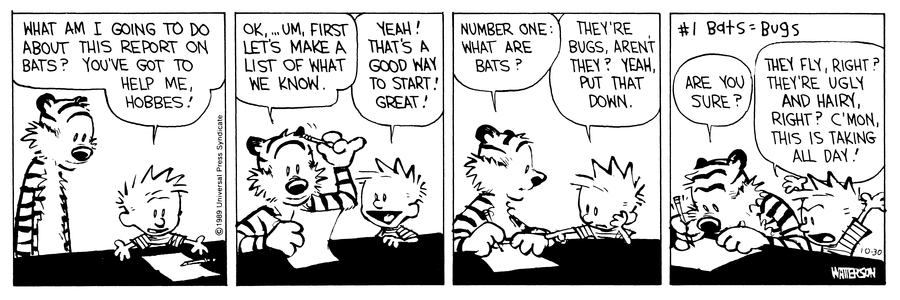 WHAT AM I GOING TO DO
ABOUT THIS REPORT ON
BATS? YOU'VE GOT TO
HELP ME,
HOBBES!
© 1989 Universal Press Syndicate
OK,...UM, FIRST
LET'S MAKE A
LIST OF WHAT
WE KNOW.
YEAH!
THAT'S A
GOOD WAY
TO START!
GREAT!
NUMBER ONE:
WHAT ARE
BATS?
THEY'RE
BUGS, AREN'T
THEY? YEAH,
PUT THAT
DOWN.
#1 Bats = Bugs
ARE YOU
SURE?
THEY FLY, RIGHT?
THEY'RE UGLY
AND HAIRY,
RIGHT? C'MON,
THIS IS TAKING
ALL DAY!
10-30
WATTERSON